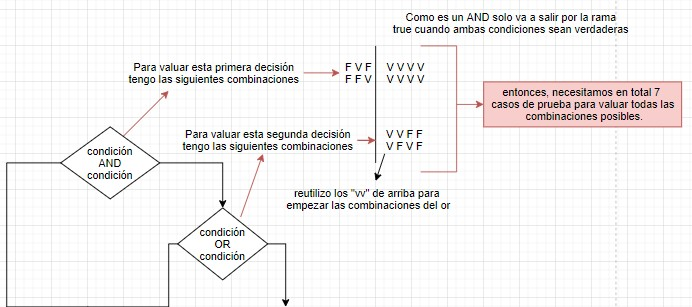 Como es un AND solo va a salir por la rama
true cuando ambas condiciones sean verdaderas
Para valuar esta primera decisión
tengo las siguientes combinaciones
F V F V V V V
F F V V V V V
entonces, necesitamos en total 7
casos de prueba para valuar todas las
combinaciones posibles.
Para valuar esta segunda decisión
tengo las siguientes combinaciones
V V F F
V F V F
condición
AND
condición
reutilizo los "vv" de arriba para
empezar las combinaciones del or
condición
OR
condición